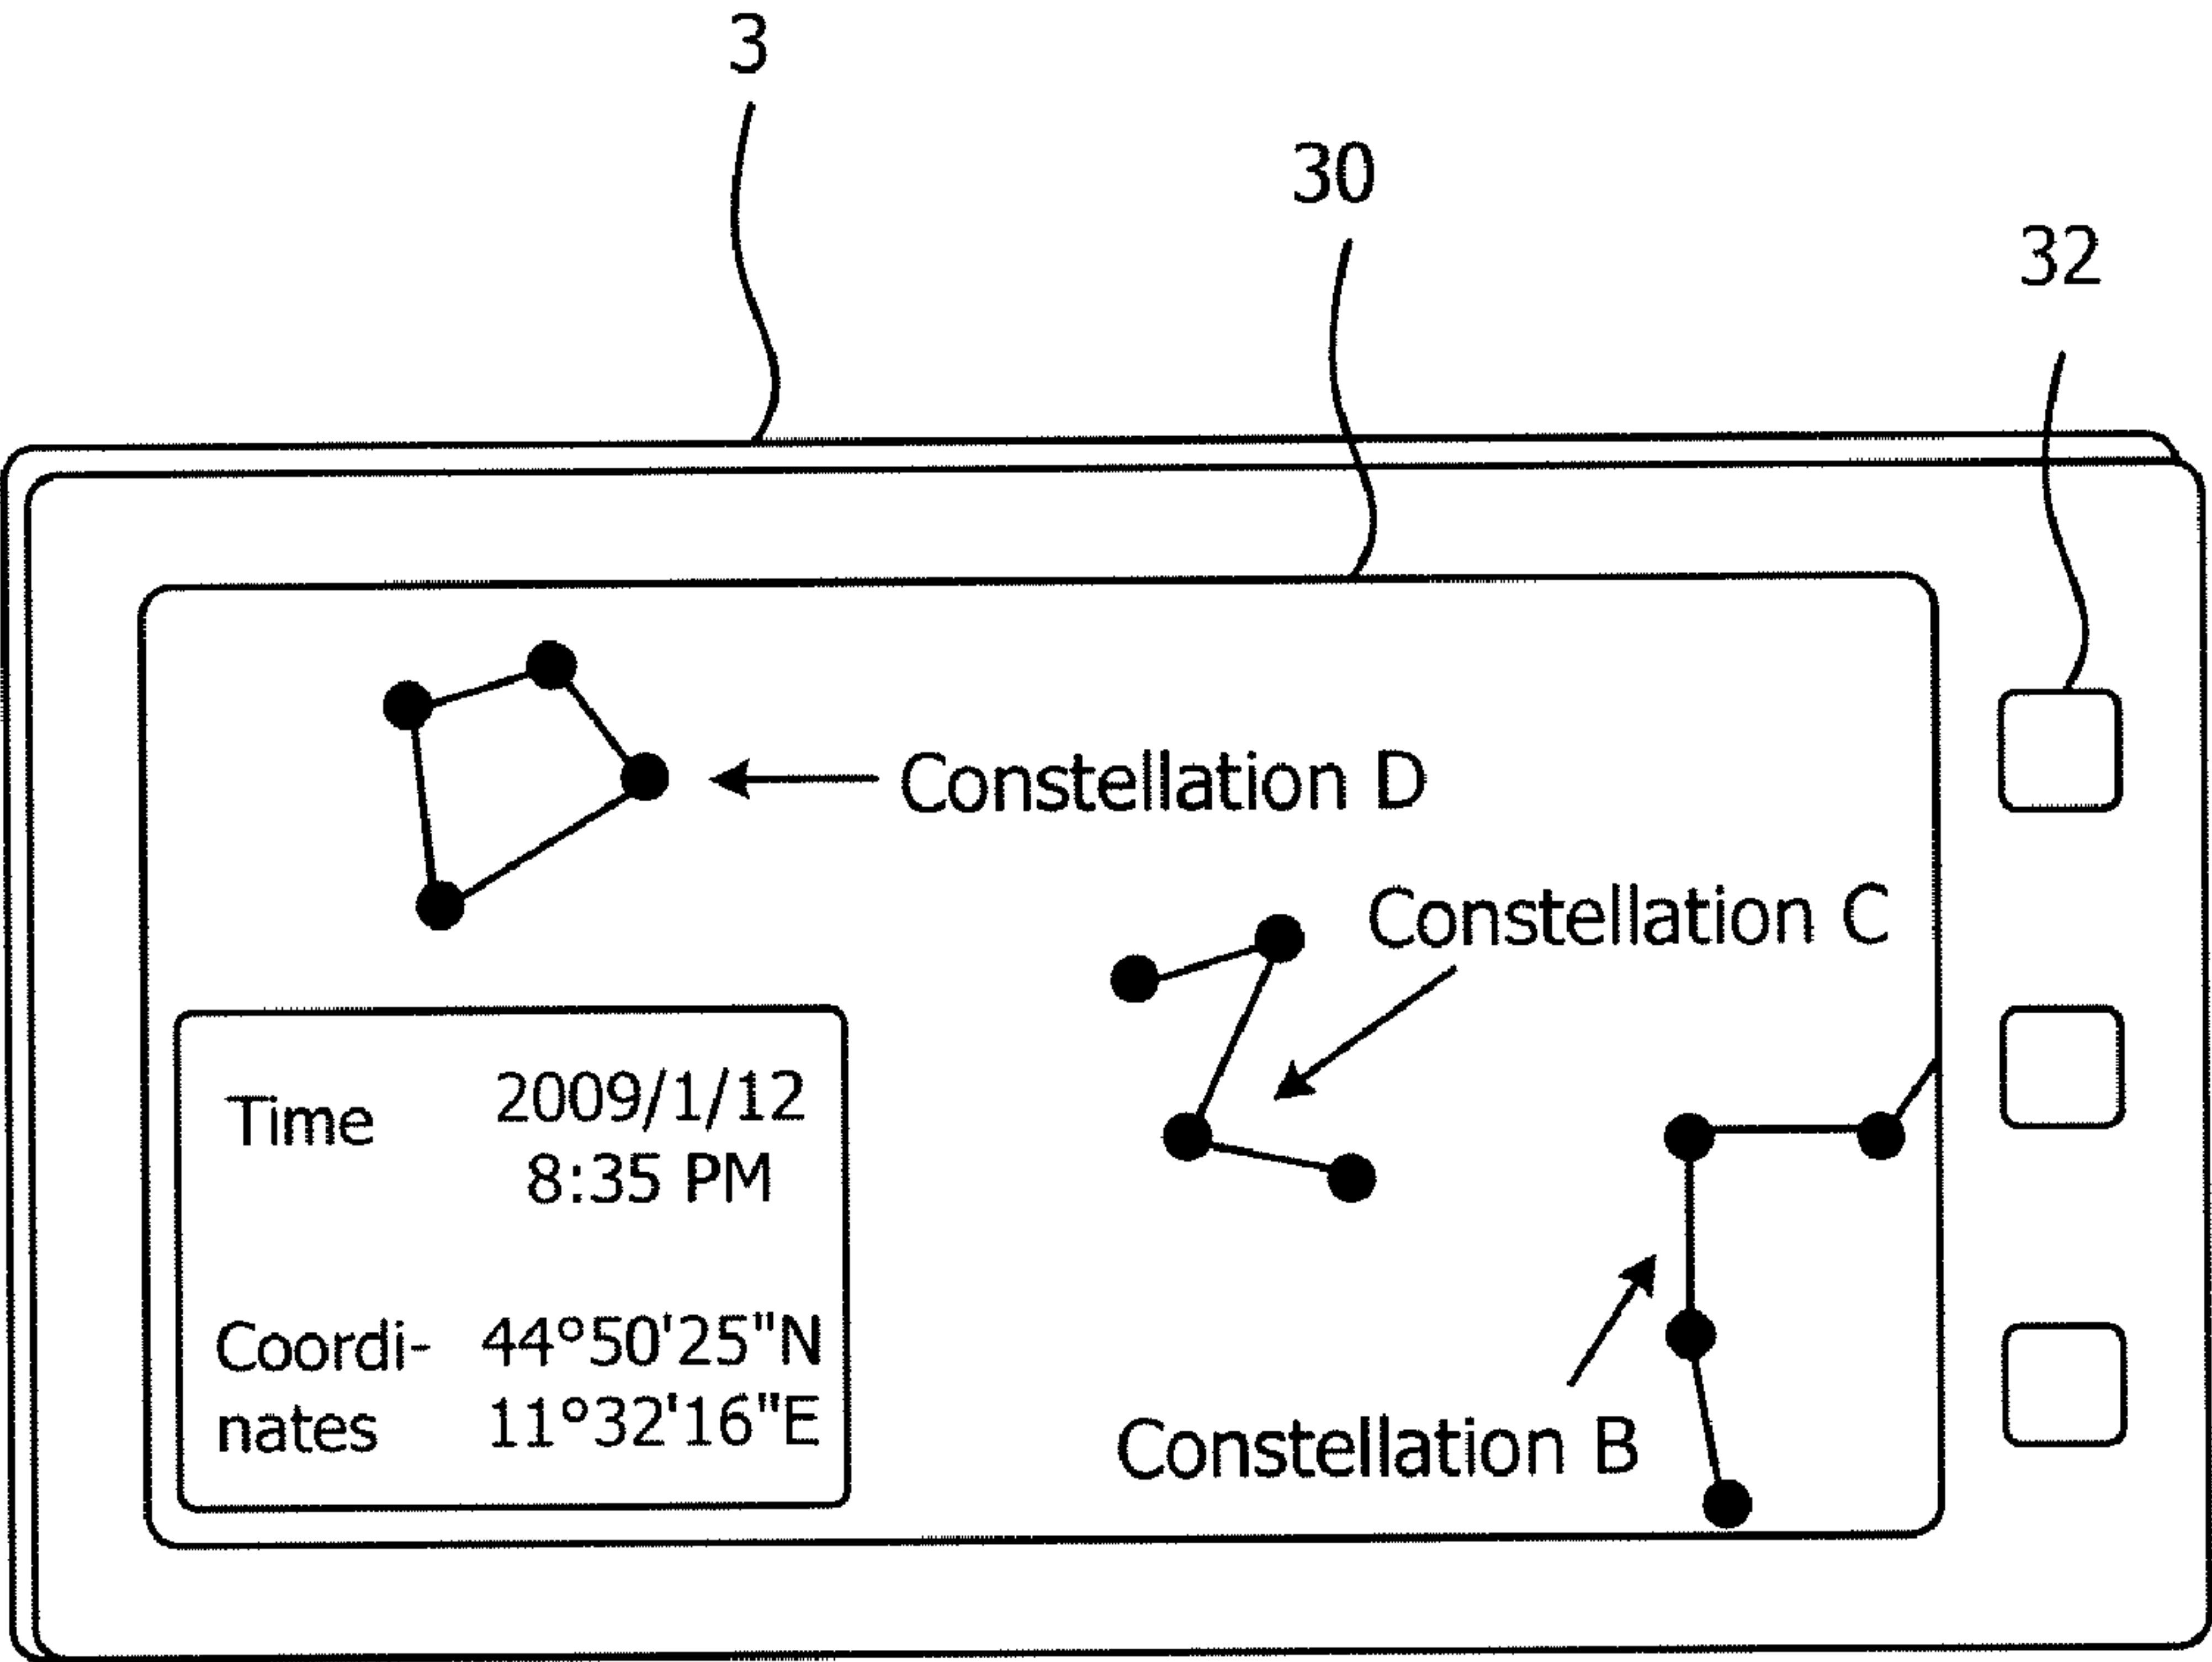 3
30
32
Constellation D
Constellation C
Time
2009/1/12
8:35 PM
Coordi-
nates
44°50'25"N
11°32'16"E
Constellation B